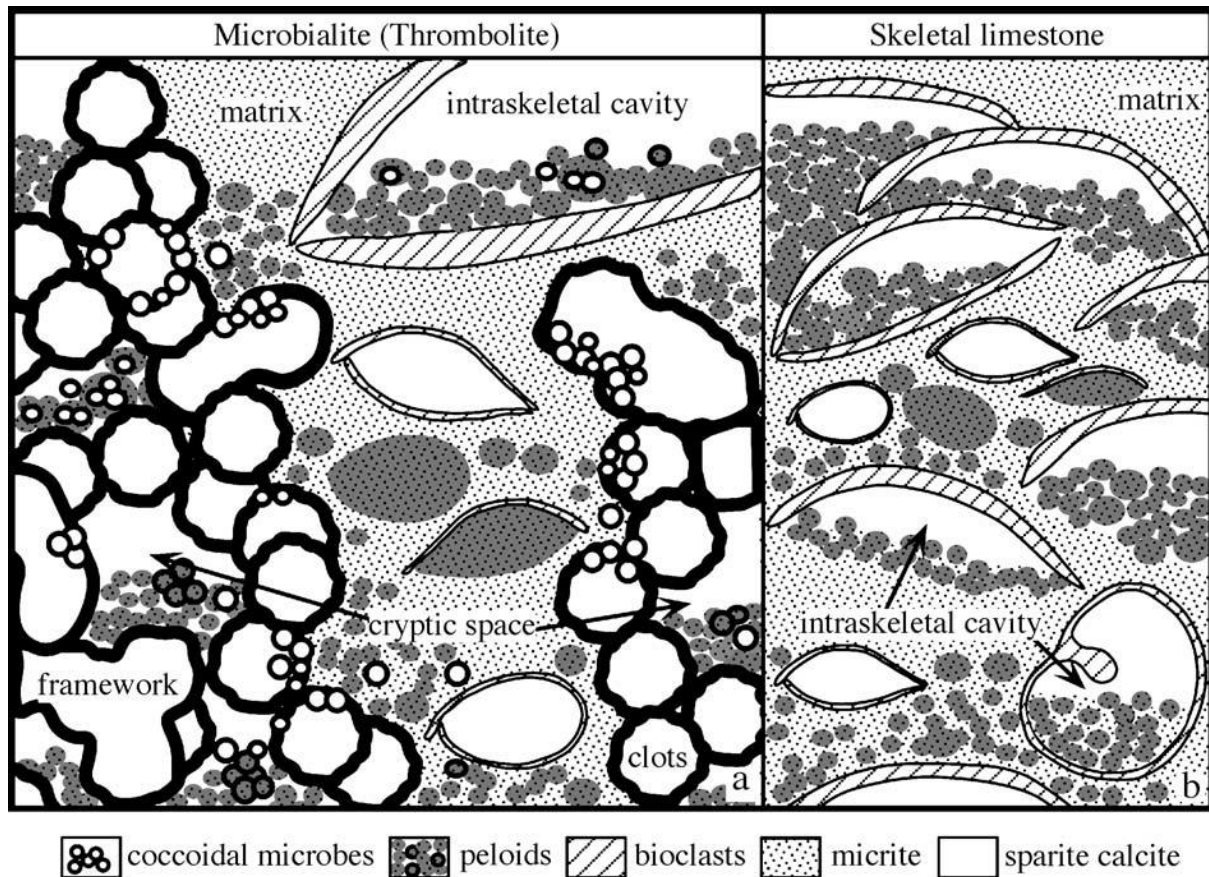 Microbialite (Thrombolite)
Skeletal limestone
matrix
intraskeletal cavity
matrix
cryptic space
intraskeletal cavity
framework
clots
a
b
coccoidal microbes
peloids
bioclasts
micrite
sparite calcite